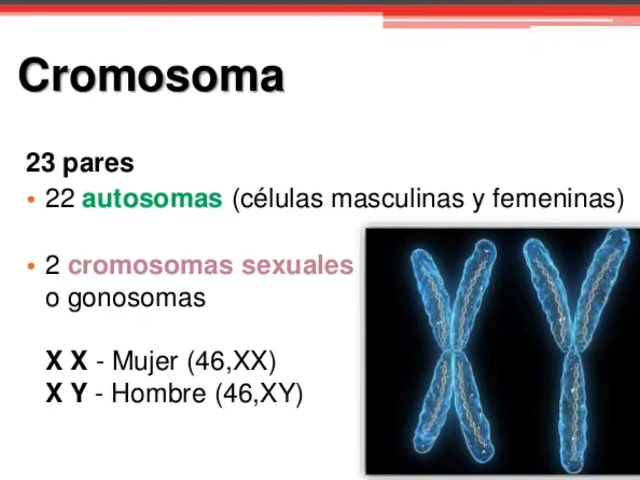 Cromosoma
23 pares
• 22 autosomas (células masculinas y femeninas)
• 2 cromosomas sexuales
o gonosomas
X X - Mujer (46,XX)
X Y - Hombre (46,XY)